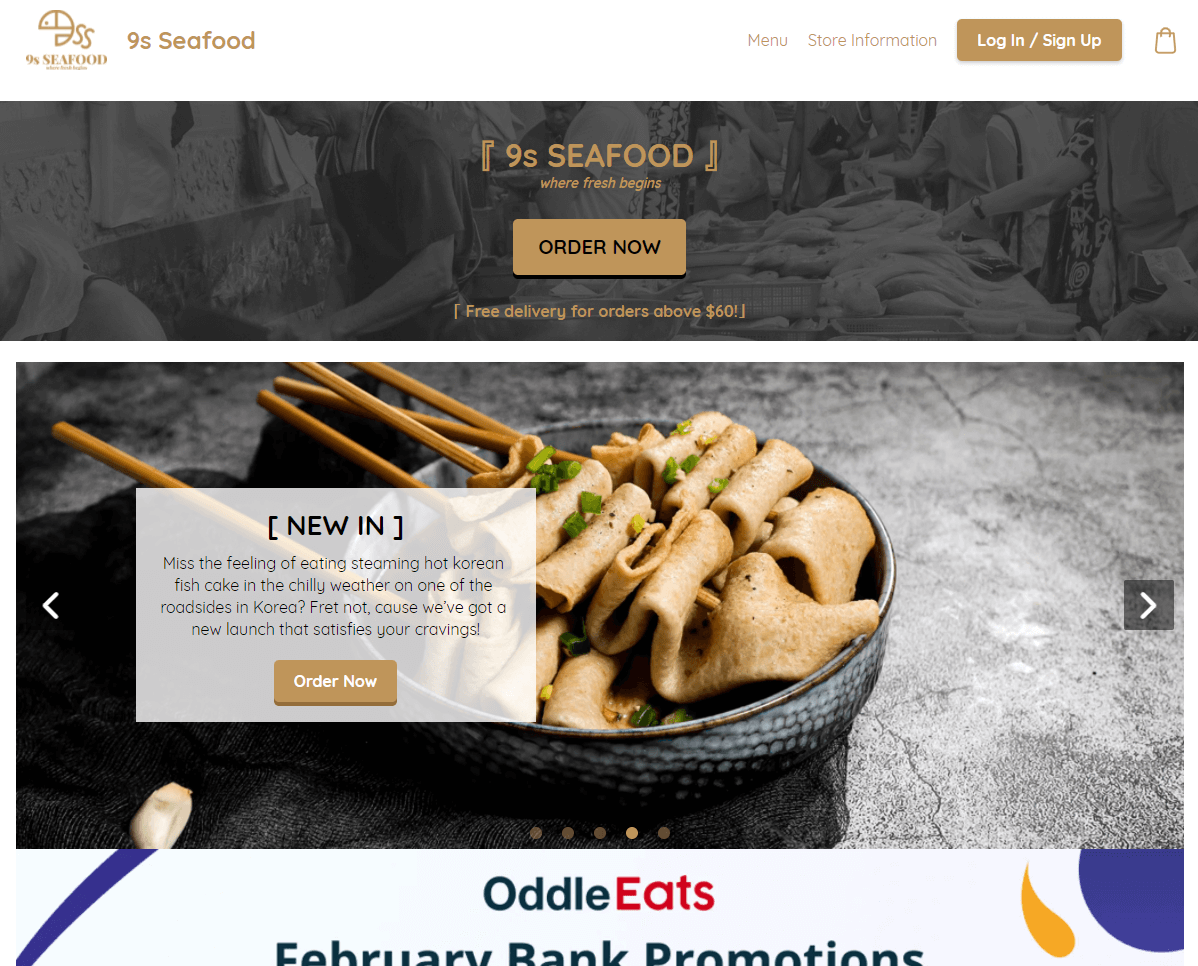 9s SEAFOOD
where fresh begins
9s Seafood
Menu
Store Information
Log In / Sign Up
『 9s SEAFOOD 』
where fresh begins
ORDER NOW
「 Free delivery for orders above $60!」
[ NEW IN ]
Miss the feeling of eating steaming hot korean
fish cake in the chilly weather on one of the
roadsides in Korea? Fret not, cause we’ve got a
new launch that satisfies your cravings!
Order Now
OddleEats
February Bank Promotions